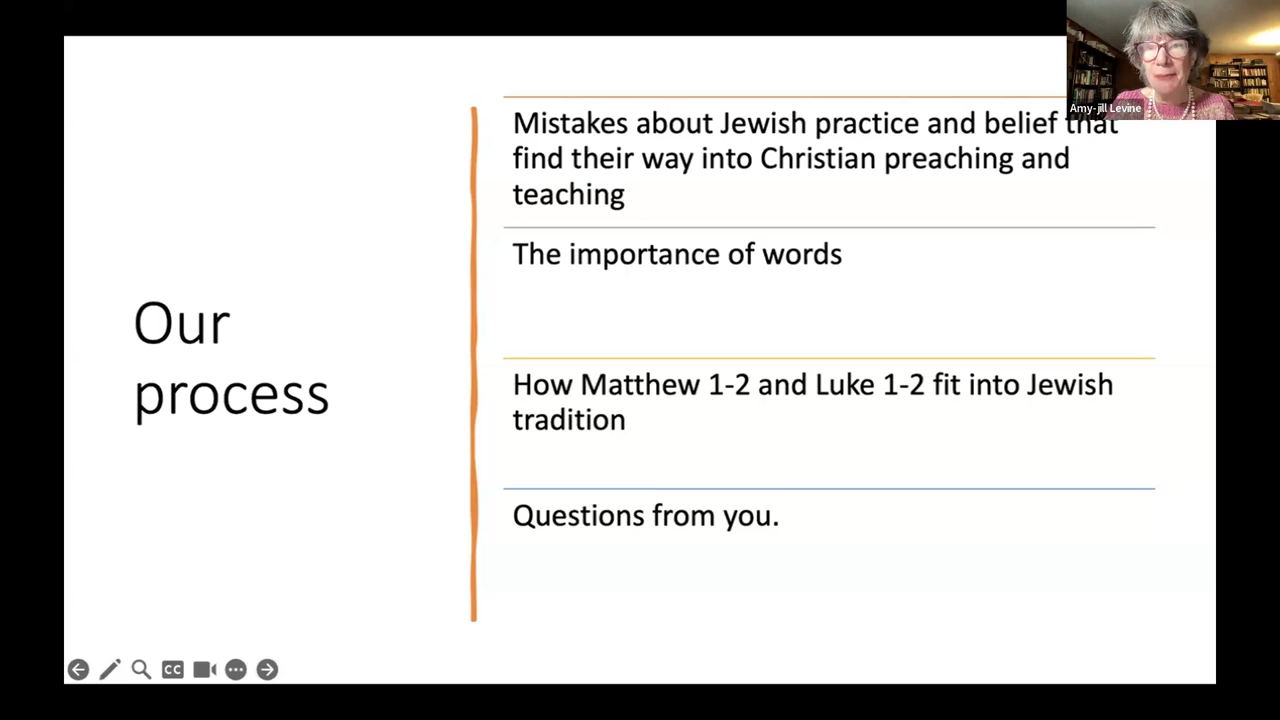 Amy-jill Levine
Mistakes about Jewish practice and belief that
find their way into Christian preaching and
teaching
The importance of words
Our
process
How Matthew 1-2 and Luke 1-2 fit into Jewish
tradition
Questions from you.
CC